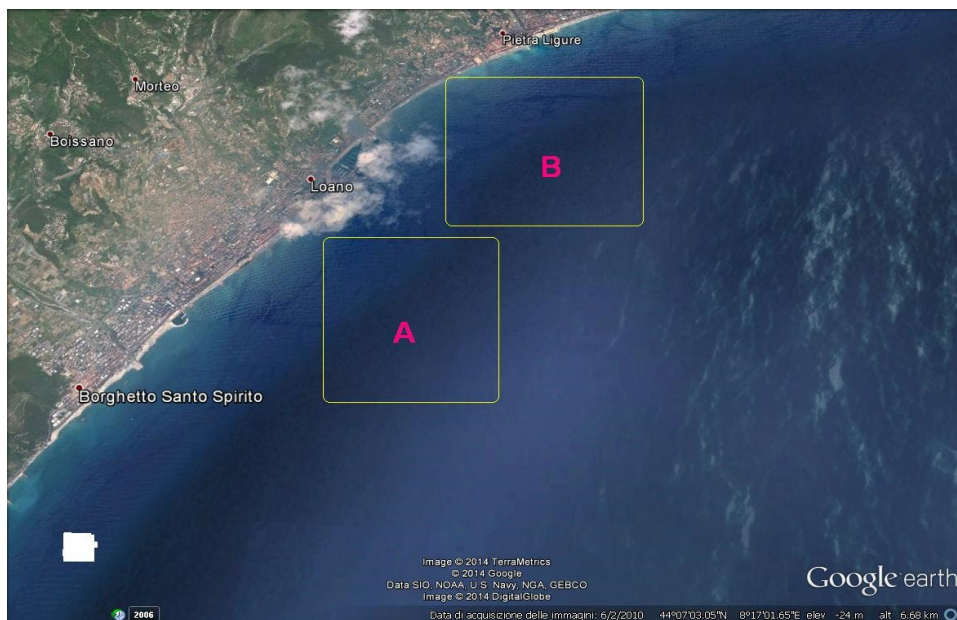 Pietra Ligure
Morteo
Boissano
B
Loano
A
Borghetto Santo Spirito
Image © 2014 TerraMetrics
© 2014 Google
Data SIO, NOAA, U.S. Navy, NGA, GEBCO
Image © 2014 DigitalGlobe
Google earth
2006
Data di acquisizione delle immagini: 6/2/2010 44°07'03.05"N 8°17'01.65"E elev -24 m alt 6.68 km